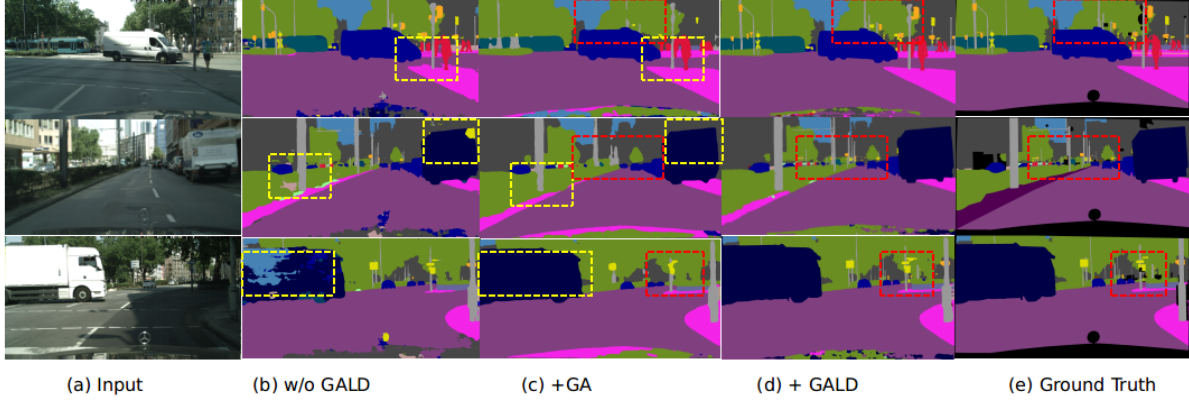 (a) Input
(b) w/o GALD
(c) +GA
(d) + GALD
(e) Ground Truth